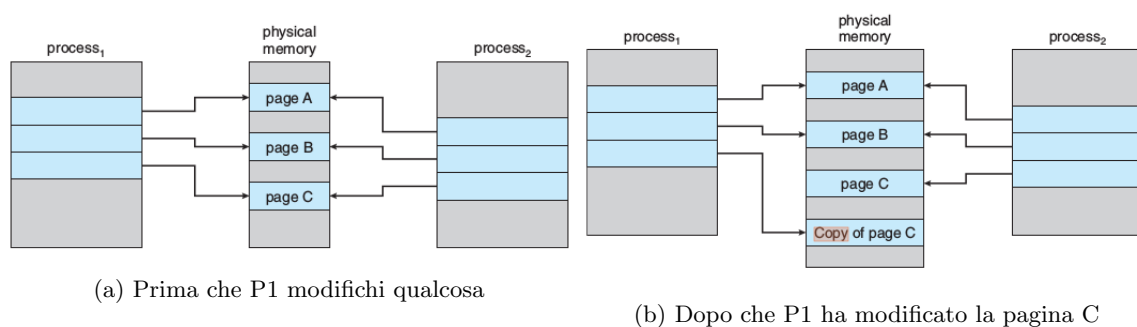 process1
physical
memory
process2
page A
page B
page C
(a) Prima che P1 modifichi qualcosa
process1
physical
memory
process2
page A
page B
page C
Copy of page C
(b) Dopo che P1 ha modificato la pagina C